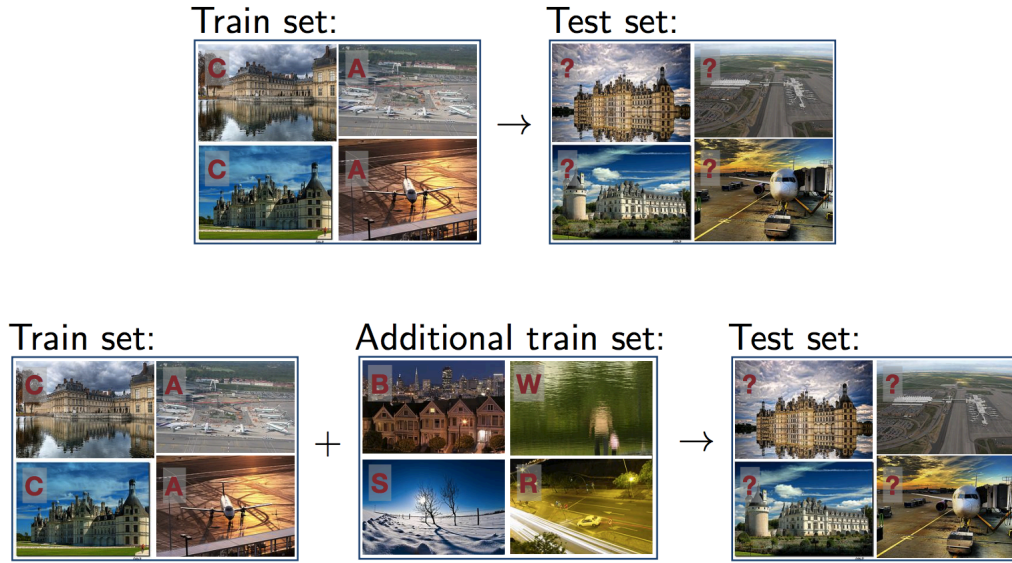 Train set:
Test set:
C
A
?
?
→
C
A
?
?
Train set:
Additional train set:
Test set:
C
A
B
W
?
?
+
→
C
A
S
R
?
?